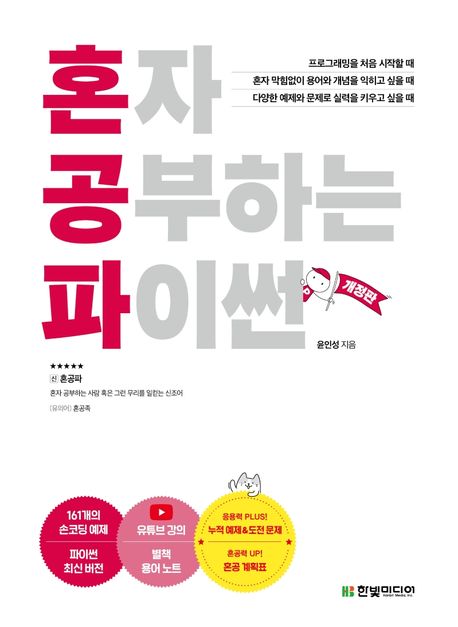 프로그래밍을 처음 시작할 때
혼자 막힘없이 용어와 개념을 익히고 싶을 때
다양한 예제와 문제로 실력을 키우고 싶을 때
혼자
공부하는
파이썬
개정판
윤인성 지음
★★★★★
신 혼공파
혼자 공부하는 사람 혹은 그런 무리를 일컫는 신조어
(유의어) 혼공족
161개의
손코딩 예제
파이썬
최신 버전
유튜브 강의
별책
용어 노트
응용력 PLUS!
누적 예제&도전 문제
혼공력 UP!
혼공 계획표
한빛미디어
Hanbit Media, Inc.